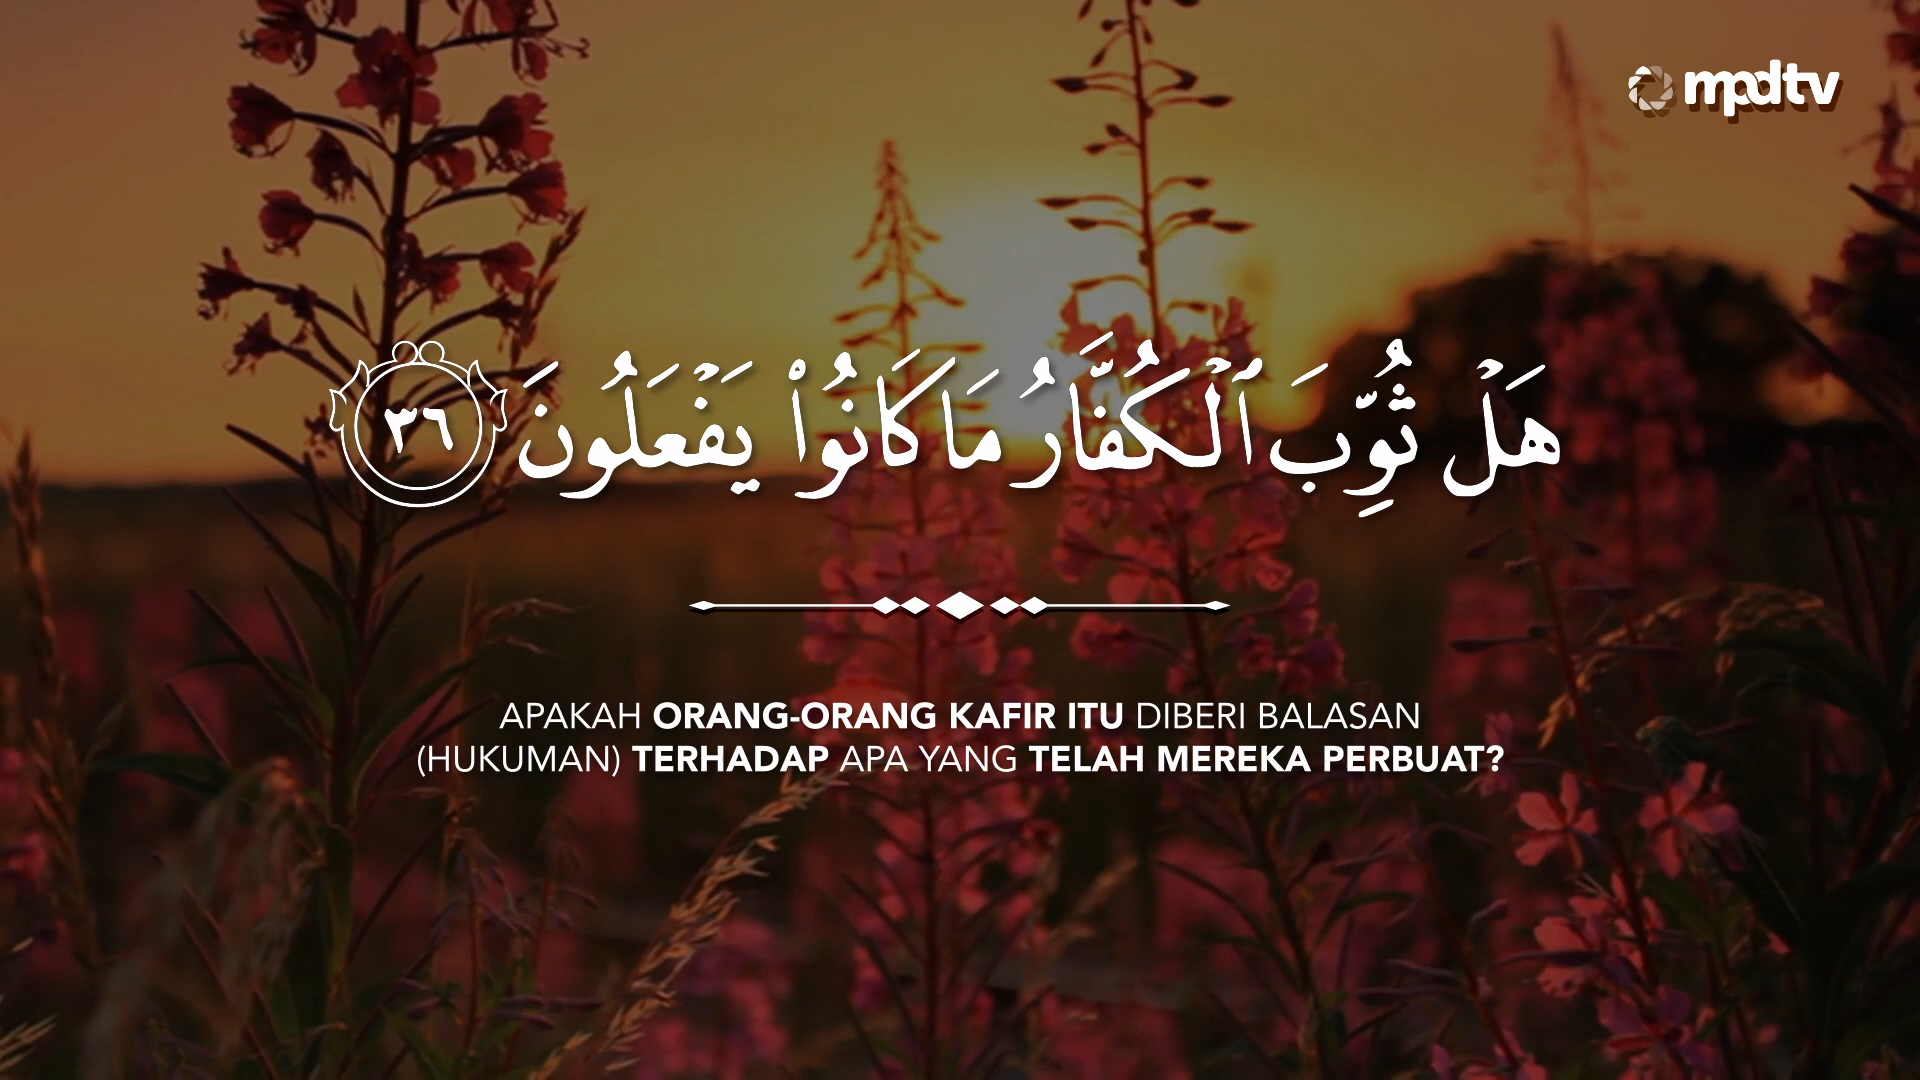 mpdtv
هَلْ ثُوِّبَ ٱلْكُفَّارُ مَا كَانُوا۟ يَفْعَلُونَ ٣٦
APAKAH ORANG-ORANG KAFIR ITU DIBERI BALASAN
(HUKUMAN) TERHADAP APA YANG TELAH MEREKA PERBUAT?